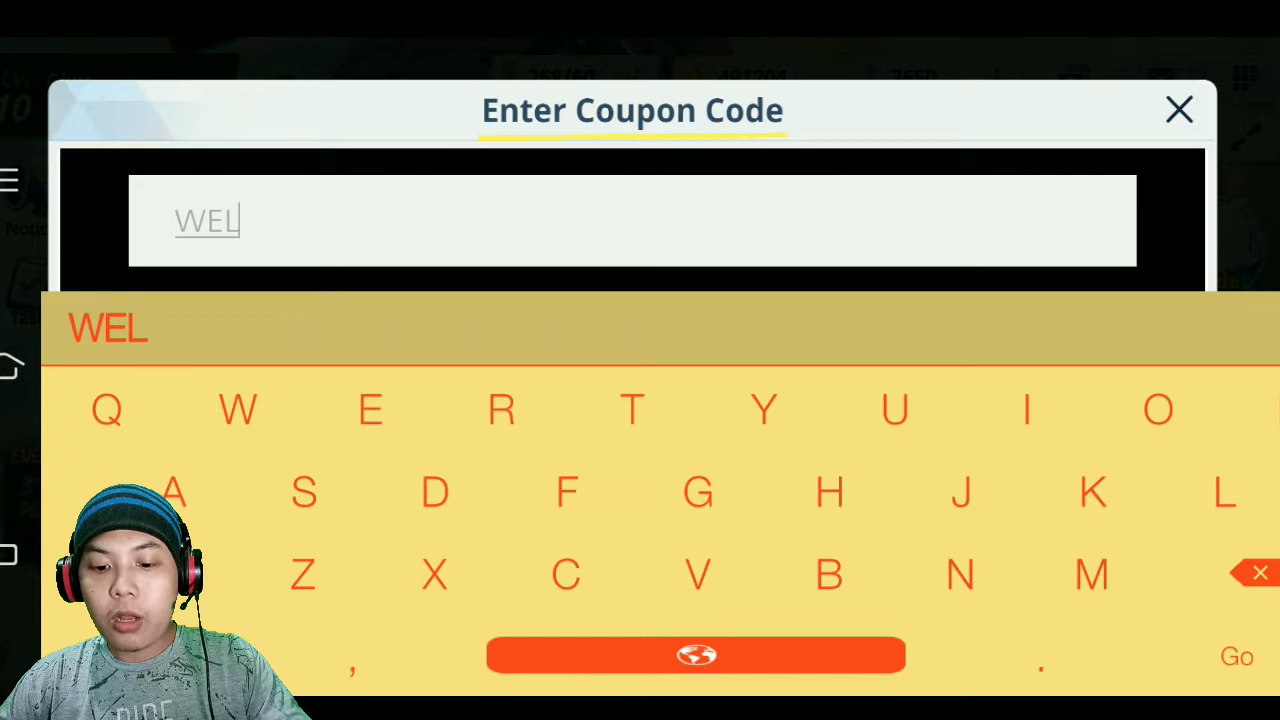 Enter Coupon Code
WEL
WEL
Q W E R T Y U I O
A S D F G H J K L
Z X C V B N M
, . Go